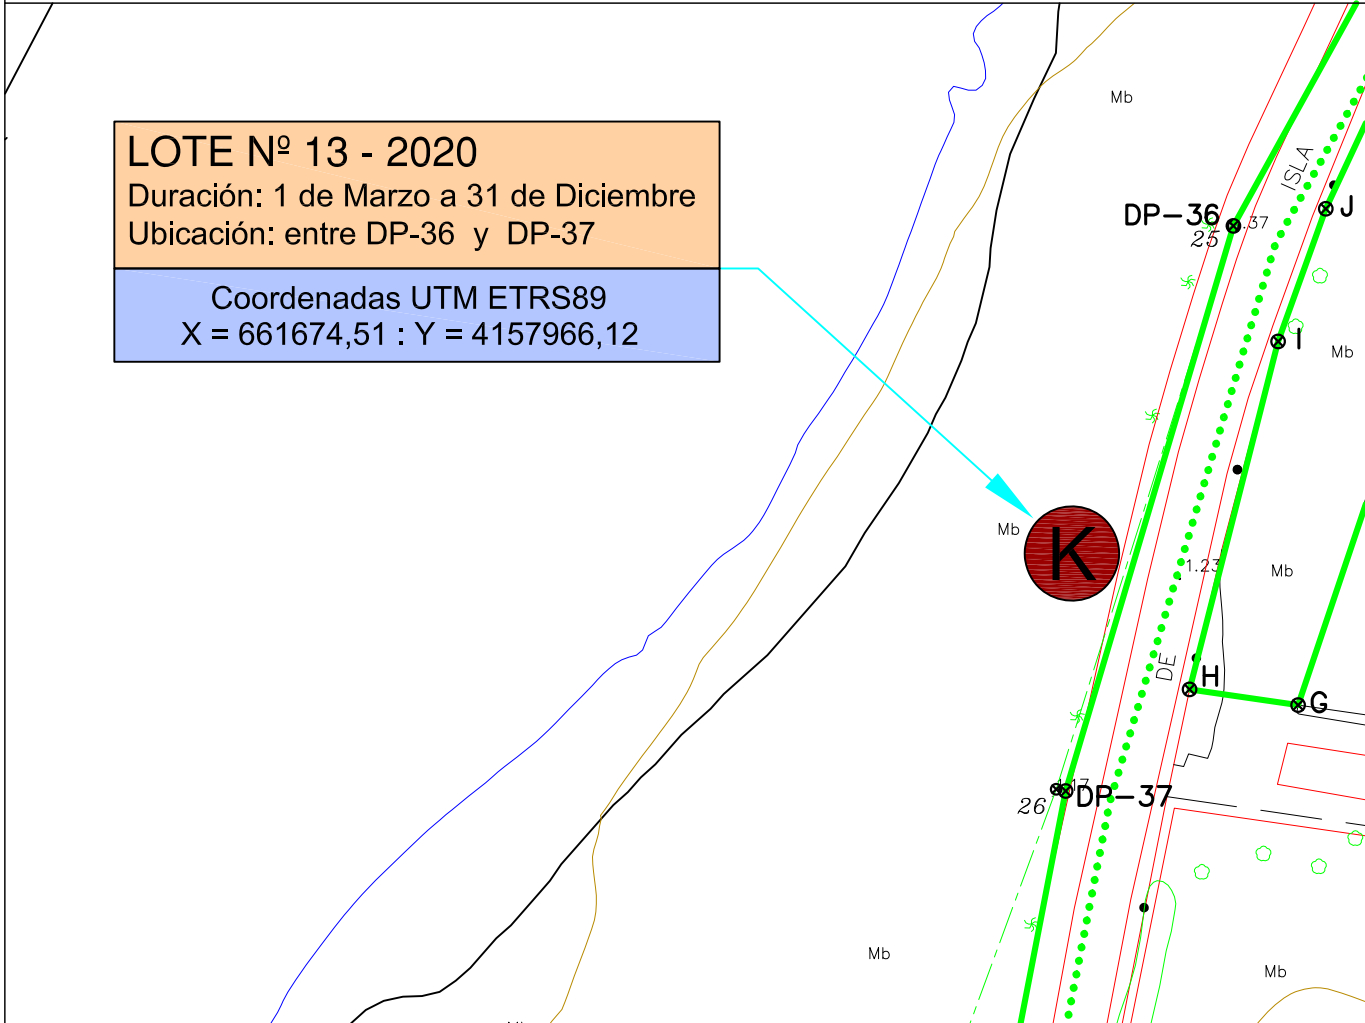 LOTE Nº 13 - 2020
Duración: 1 de Marzo a 31 de Diciembre
Ubicación: entre DP-36 y DP-37
Coordenadas UTM ETRS89
X = 661674,51 : Y = 4157966,12
Mb
ISLA
DP-36
.37
25
J
I
Mb
Mb
K
1.23
Mb
DE
H
G
DP-37
26
Mb
Mb